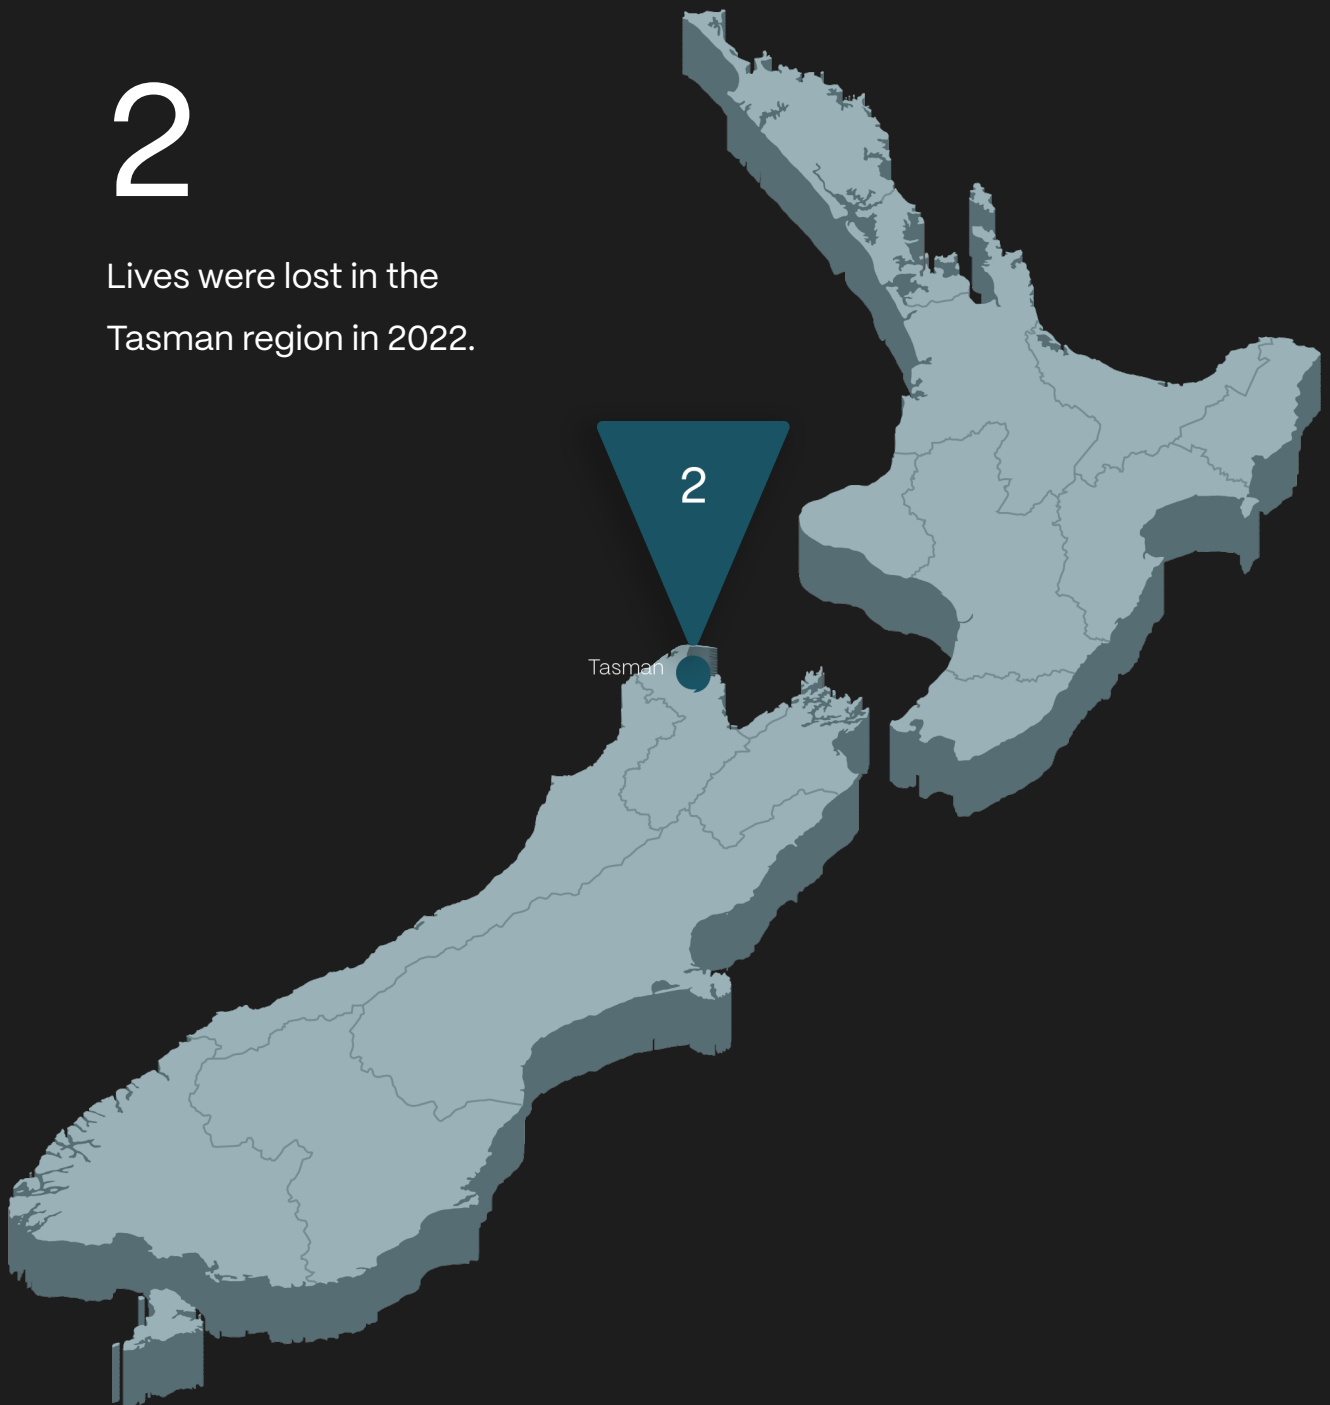 2
Lives were lost in the
Tasman region in 2022.
2
Tasman